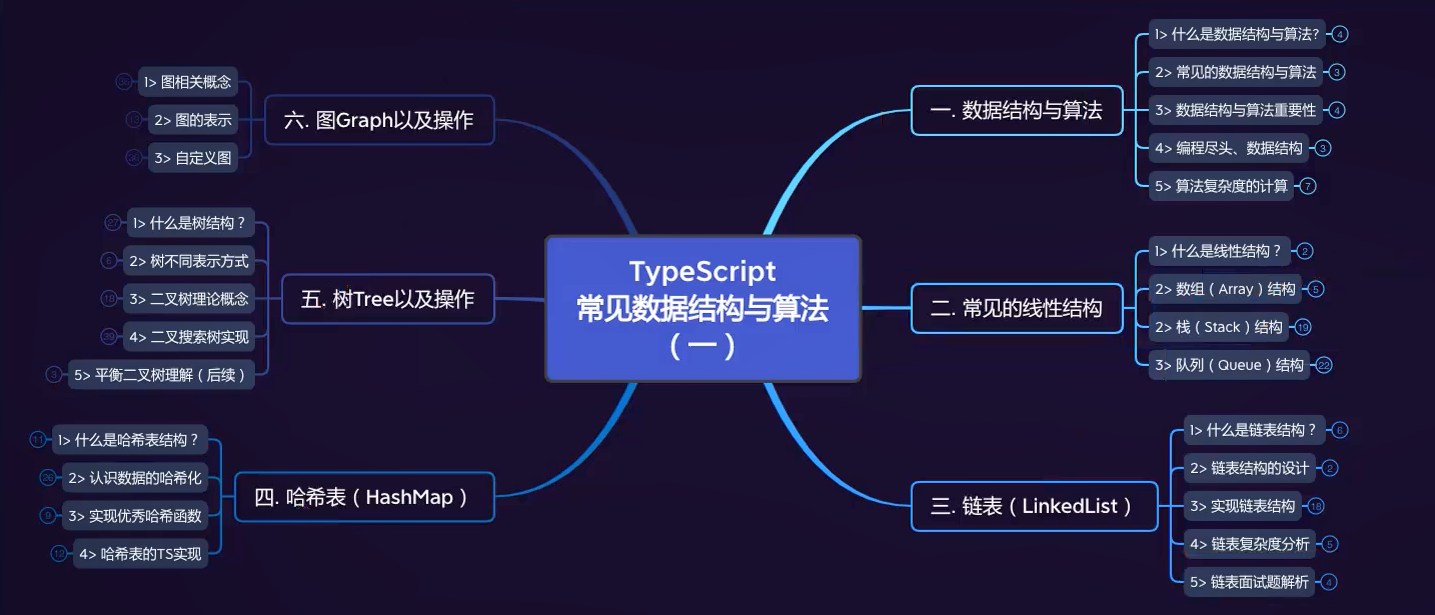 TypeScript
常见数据结构与算法
（一）
一. 数据结构与算法
1> 什么是数据结构与算法?
4
2> 常见的数据结构与算法
3
3> 数据结构与算法重要性
4
4> 编程尽头、数据结构
3
5> 算法复杂度的计算
7
二. 常见的线性结构
1> 什么是线性结构？
2
2> 数组（Array）结构
5
2> 栈（Stack）结构
19
3> 队列（Queue）结构
22
三. 链表（LinkedList）
1> 什么是链表结构？
6
2> 链表结构的设计
2
3> 实现链表结构
18
4> 链表复杂度分析
5
5> 链表面试题解析
4
四. 哈希表（HashMap）
1> 什么是哈希表结构？
11
2> 认识数据的哈希化
26
3> 实现优秀哈希函数
9
4> 哈希表的TS实现
12
五. 树Tree以及操作
1> 什么是树结构？
27
2> 树不同表示方式
6
3> 二叉树理论概念
18
4> 二叉搜索树实现
39
5> 平衡二叉树理解（后续）
3
六. 图Graph以及操作
1> 图相关概念
2> 图的表示
13
3> 自定义图